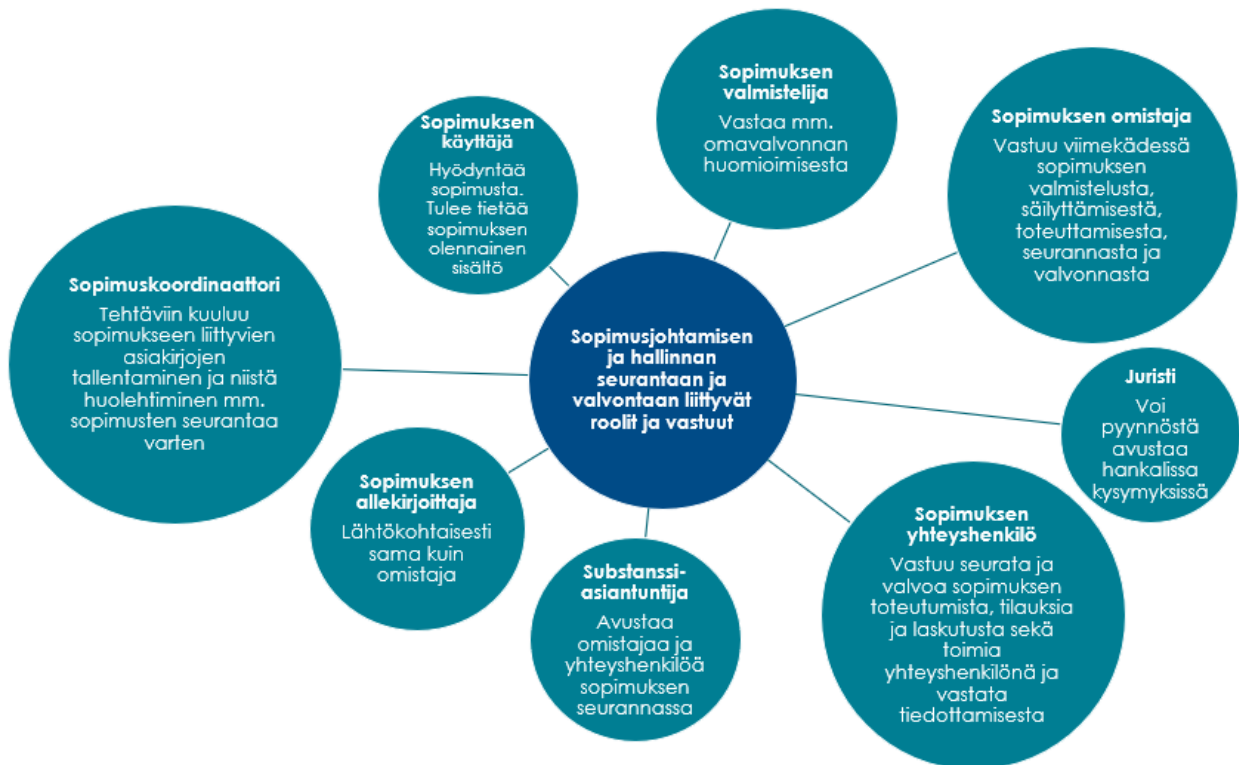 Sopimuksen
valmistelija
Vastaa mm.
omavalvonnan
huomioimisesta
Sopimuksen omistaja
Vastuu viimekädessä
sopimuksen
valmistelusta,
säilyttämisestä,
toteuttamisesta,
seurannasta ja
valvonnasta
Sopimuksen
käyttäjä
Hyödyntää
sopimusta.
Tulee tietää
sopimuksen
olennainen
sisältö
Sopimuskoordinaattori
Tehtäviin kuuluu
sopimukseen liittyvien
asiakirjojen
tallentaminen ja niistä
huolehtiminen mm.
sopimusten seurantaa
varten
Sopimusjohtamisen
ja hallinnan
seurantaan ja
valvontaan liittyvät
roolit ja vastuut
Juristi
Voi
pyynnöstä
avustaa
hankalissa
kysymyksissä
Sopimuksen
allekirjoittaja
Lähtökohtaisesti
sama kuin
omistaja
Substanssi-
asiantuntija
Avustaa
omistajaa ja
yhteyshenkilöä
sopimuksen
seurannassa
Sopimuksen
yhteyshenkilö
Vastuu seurata ja
valvoa sopimuksen
toteutumista, tilauksia
ja laskutusta sekä
toimia
yhteyshenkilönä ja
vastata
tiedottamisesta